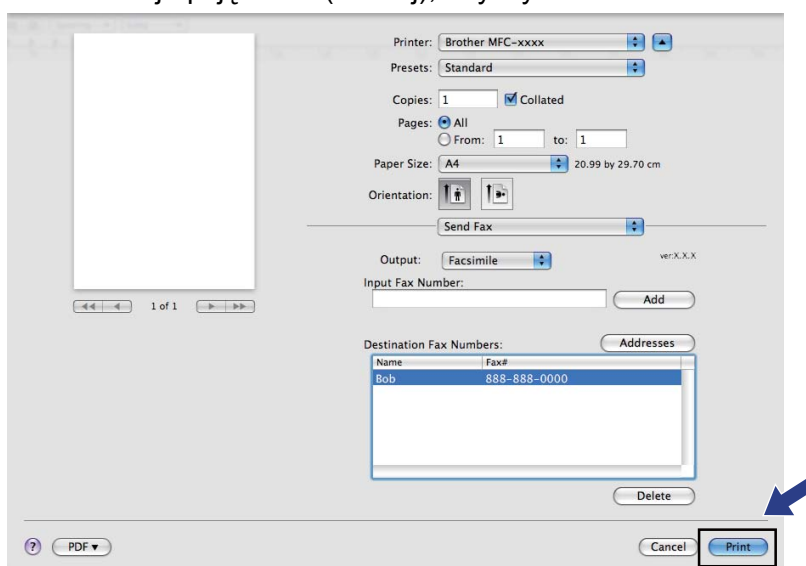 Printer: Brother MFC-xxxx
Presets: Standard
Copies: 1 Collated
Pages: All
From: 1 to: 1
Paper Size: A4 20.99 by 29.70 cm
Orientation:
Send Fax
Output: Facsimile ver:X.X.X
Input Fax Number:
Add
1 of 1
Destination Fax Numbers: Addresses
Name Fax#
Bob 888-888-0000
Delete
? PDF Cancel Print